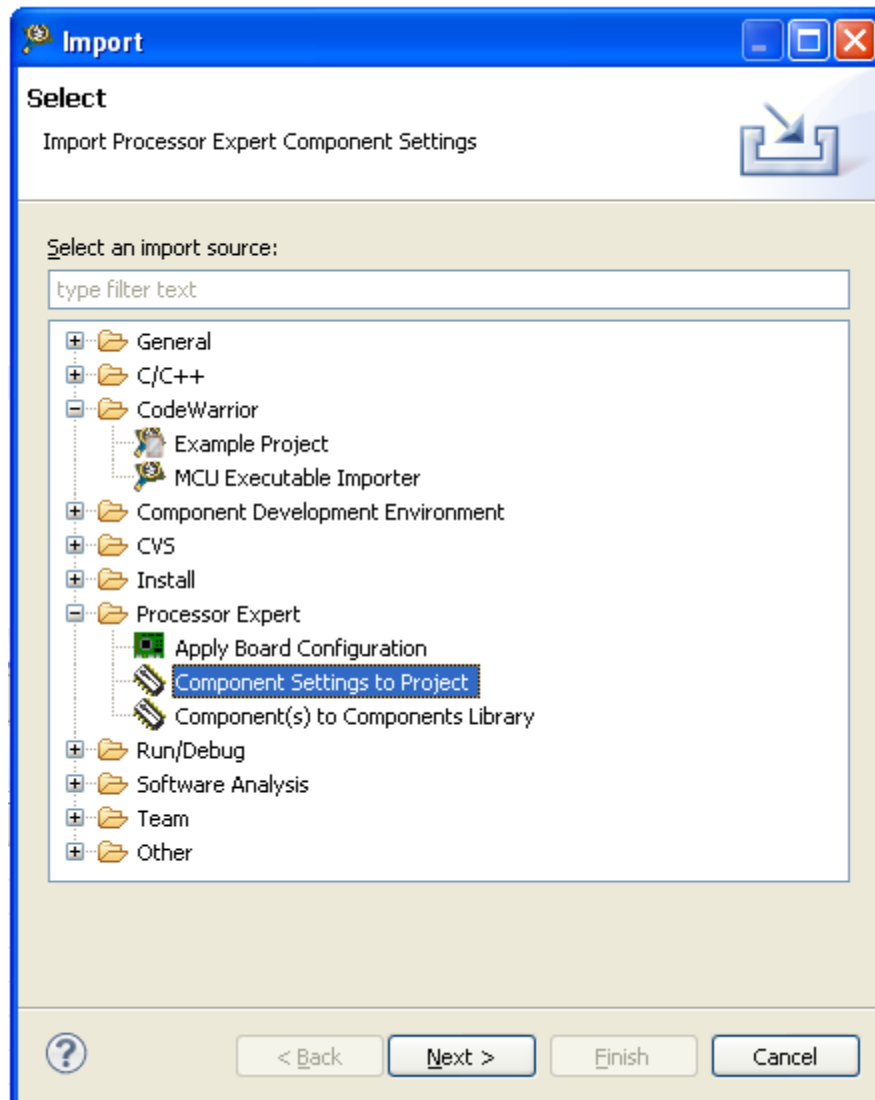 Import
Select
Import Processor Expert Component Settings
Select an import source:
type filter text
General
C/C++
CodeWarrior
Example Project
MCU Executable Importer
Component Development Environment
CVS
Install
Processor Expert
Apply Board Configuration
Component Settings to Project
Component(s) to Components Library
Run/Debug
Software Analysis
Team
Other
? < Back Next > Finish Cancel